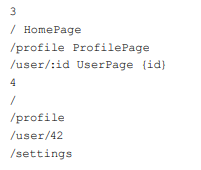 3
/ HomePage
/profile ProfilePage
/user/:id UserPage {id}
4
/
/profile
/user/42
/settings